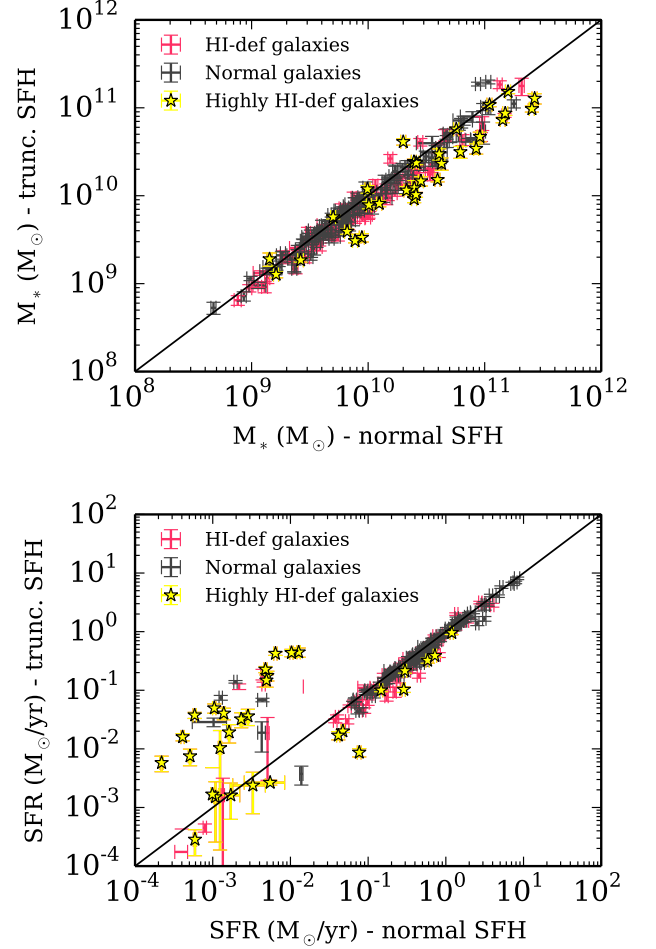 10^12
10^11
10^10
10^9
10^8
M_* (M_☉) - trunc. SFH
HI-def galaxies
Normal galaxies
Highly HI-def galaxies
10^8 10^9 10^10 10^11 10^12
M_* (M_☉) - normal SFH
10^2
10^1
10^0
10^-1
10^-2
10^-3
10^-4
SFR (M_☉/yr) - trunc. SFH
HI-def galaxies
Normal galaxies
Highly HI-def galaxies
10^-4 10^-3 10^-2 10^-1 10^0 10^1 10^2
SFR (M_☉/yr) - normal SFH